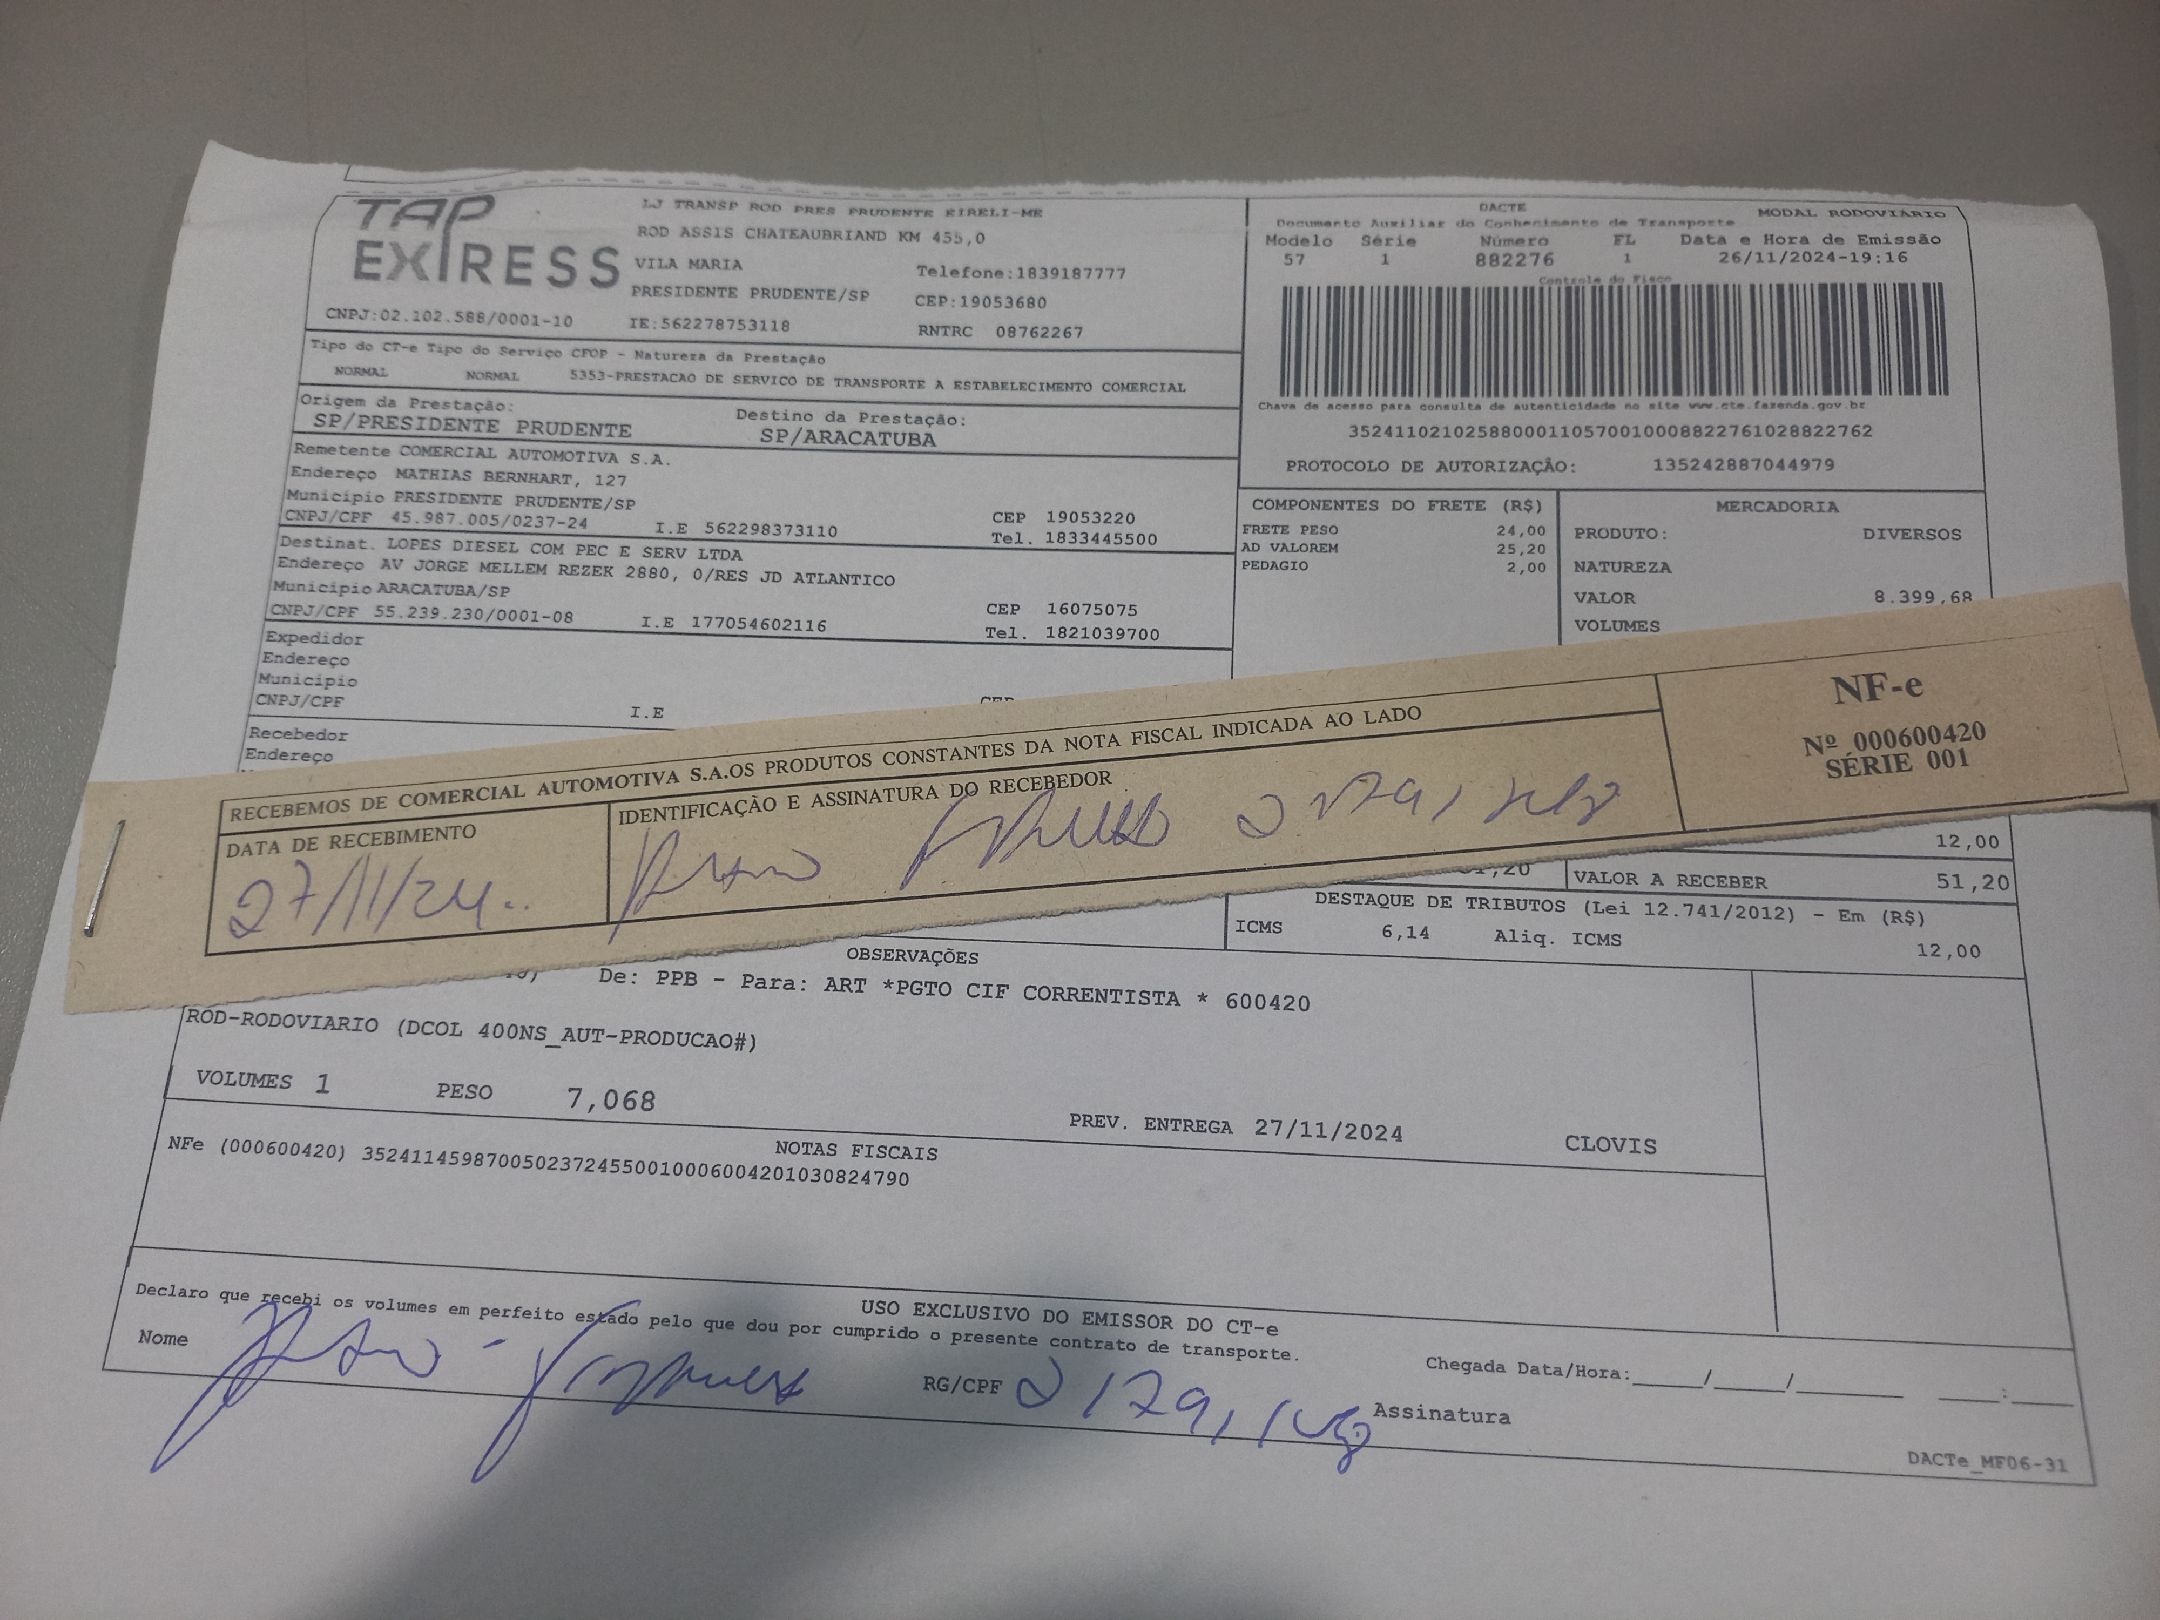 TAP EXPRESS
LJ TRANSP ROD PRES PRUDENTE EIRELI-ME
ROD ASSIS CHATEAUBRIAND KM 455,0
VILA MARIA Telefone:1839187777
PRESIDENTE PRUDENTE/SP CEP:19053680
CNPJ:02.102.588/0001-10 IE:562278753118 RNTRC 08762267
Tipo do CT-e Tipo do Serviço CFOP - Natureza da Prestação
NORMAL NORMAL 5353-PRESTACAO DE SERVICO DE TRANSPORTE A ESTABELECIMENTO COMERCIAL
Origem da Prestação: Destino da Prestação:
SP/PRESIDENTE PRUDENTE SP/ARACATUBA
Remetente COMERCIAL AUTOMOTIVA S.A.
Endereço MATHIAS BERNHART, 127
Municipio PRESIDENTE PRUDENTE/SP CEP 19053220
CNPJ/CPF 45.987.005/0237-24 I.E 562298373110 Tel. 1833445500
Destinat. LOPES DIESEL COM PEC E SERV LTDA
Endereço AV JORGE MELLEM REZEK 2880, 0/RES JD ATLANTICO
Municipio ARACATUBA/SP CEP 16075075
CNPJ/CPF 55.239.230/0001-08 I.E 177054602116 Tel. 1821039700
Expedidor
Endereço
Municipio
CNPJ/CPF I.E CEP
Recebedor
Endereço
DACTE MODAL RODOVIÁRIO
Documento Auxiliar do Conhecimento de Transporte
Modelo Série Número FL Data e Hora de Emissão
57 1 882276 1 26/11/2024-19:16
Controle do Fisco
Chava de acesso para consulta de autenticidade no site www.cte.fazenda.gov.br
35241102102588000110570010008822761028822762
PROTOCOLO DE AUTORIZAÇÃO: 135242887044979
COMPONENTES DO FRETE (R$)
FRETE PESO 24,00
AD VALOREM 25,20
PEDAGIO 2,00
MERCADORIA
PRODUTO: DIVERSOS
NATUREZA
VALOR 8.399,68
VOLUMES
RECEBEMOS DE COMERCIAL AUTOMOTIVA S.A.OS PRODUTOS CONSTANTES DA NOTA FISCAL INDICADA AO LADO
DATA DE RECEBIMENTO IDENTIFICAÇÃO E ASSINATURA DO RECEBEDOR
27/11/24..
NF-e
Nº 000600420
SÉRIE 001
12,00
VALOR A RECEBER 51,20
DESTAQUE DE TRIBUTOS (Lei 12.741/2012) - Em (R$)
ICMS 6,14 Aliq. ICMS 12,00
OBSERVAÇÕES
De: PPB - Para: ART *PGTO CIF CORRENTISTA * 600420
ROD-RODOVIARIO (DCOL 400NS_AUT-PRODUCAO#)
VOLUMES 1 PESO 7,068
PREV. ENTREGA 27/11/2024 CLOVIS
NOTAS FISCAIS
NFe (000600420) 35241145987005023724550010006004201030824790
USO EXCLUSIVO DO EMISSOR DO CT-e
Declaro que recebi os volumes em perfeito estado pelo que dou por cumprido o presente contrato de transporte.
Nome RG/CPF Assinatura
Chegada Data/Hora:_____/_____/_______ ____:____
DACTe_MF06-31